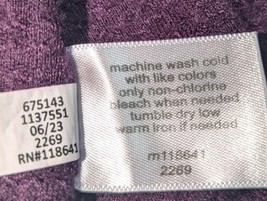 675143
1137551
06/23
2269
RN#118641
machine wash cold
with like colors
only non-chlorine
bleach when needed
tumble dry low
warm iron if needed
rn118641
2269